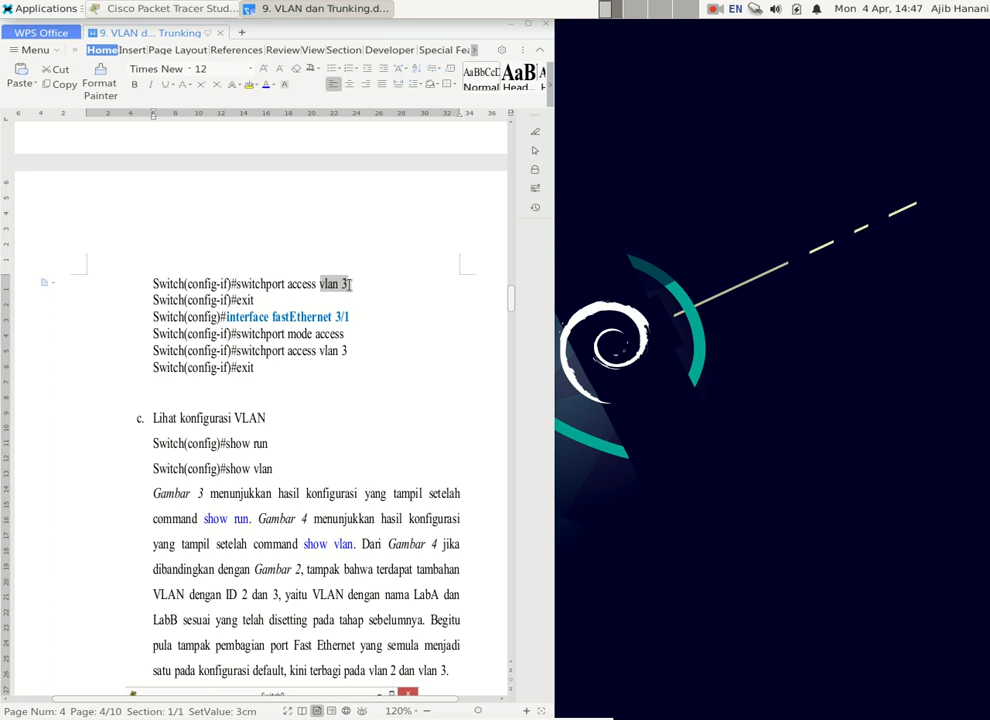 Applications
Cisco Packet Tracer Stud...
9. VLAN dan Trunking.d...
EN
Mon 4 Apr, 14:47 Ajib Hanani
WPS Office
9. VLAN d... Trunking
Menu
Home
Insert
Page Layout
References
Review
View
Section
Developer
Special Fea
Paste
Cut
Copy
Format Painter
Times New
12
AaBbCcD
Normal
AaB
Head...
Switch(config-if)#switchport access vlan 3
Switch(config-if)#exit
Switch(config)#interface fastEthernet 3/1
Switch(config-if)#switchport mode access
Switch(config-if)#switchport access vlan 3
Switch(config-if)#exit
c. Lihat konfigurasi VLAN
Switch(config)#show run
Switch(config)#show vlan
Gambar 3 menunjukkan hasil konfigurasi yang tampil setelah
command show run. Gambar 4 menunjukkan hasil konfigurasi
yang tampil setelah command show vlan. Dari Gambar 4 jika
dibandingkan dengan Gambar 2, tampak bahwa terdapat tambahan
VLAN dengan ID 2 dan 3, yaitu VLAN dengan nama LabA dan
LabB sesuai yang telah disetting pada tahap sebelumnya. Begitu
pula tampak pembagian port Fast Ethernet yang semula menjadi
satu pada konfigurasi default, kini terbagi pada vlan 2 dan vlan 3.
Page Num: 4 Page: 4/10 Section: 1/1 SetValue: 3cm
120%